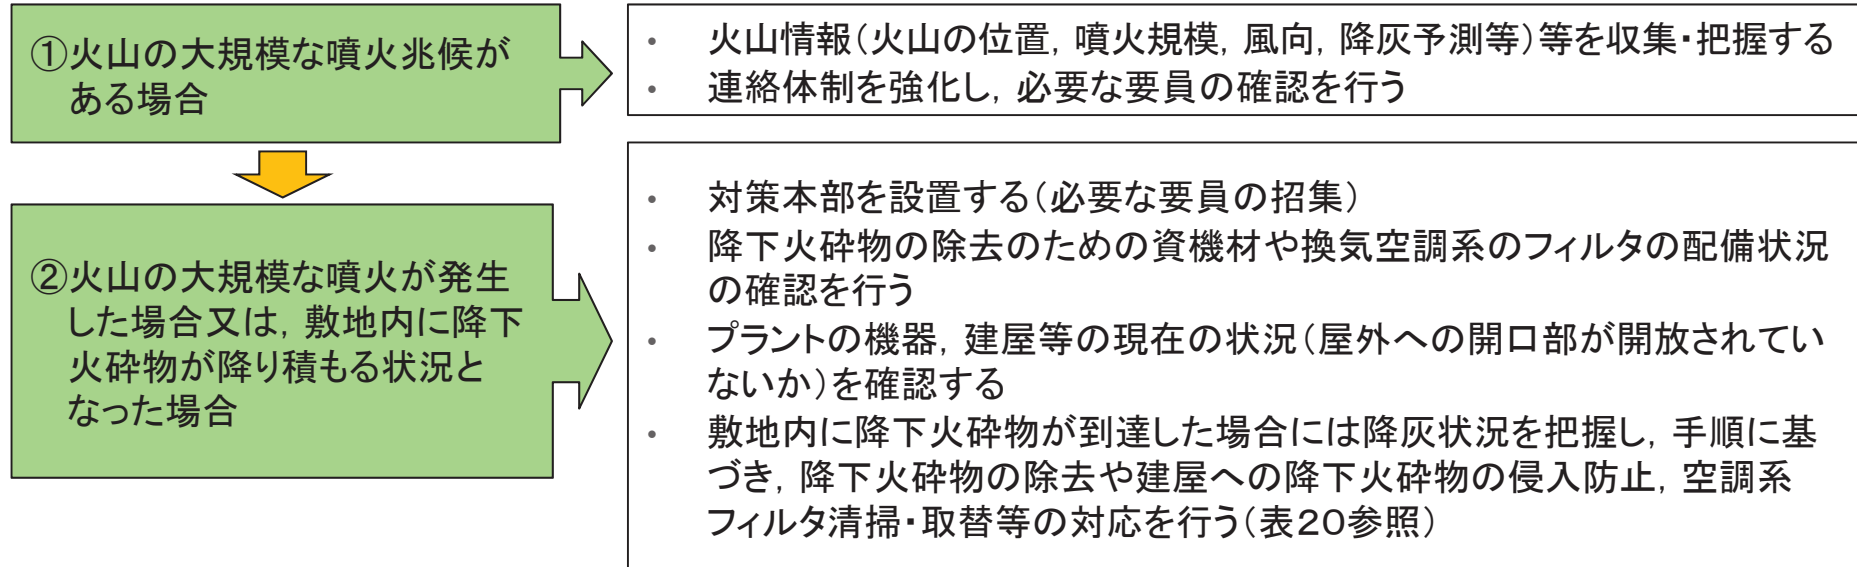 ①火山の大規模な噴火兆候が
ある場合
・ 火山情報(火山の位置, 噴火規模, 風向, 降灰予測等)等を収集・把握する
・ 連絡体制を強化し, 必要な要員の確認を行う
②火山の大規模な噴火が発生
した場合又は, 敷地内に降下
火砕物が降り積もる状況と
なった場合
・ 対策本部を設置する(必要な要員の招集)
・ 降下火砕物の除去のための資機材や換気空調系のフィルタの配備状況
の確認を行う
・ プラントの機器, 建屋等の現在の状況(屋外への開口部が開放されてい
ないか)を確認する
・ 敷地内に降下火砕物が到達した場合には降灰状況を把握し, 手順に基
づき, 降下火砕物の除去や建屋への降下火砕物の侵入防止, 空調系
フィルタ清掃・取替等の対応を行う(表20参照)